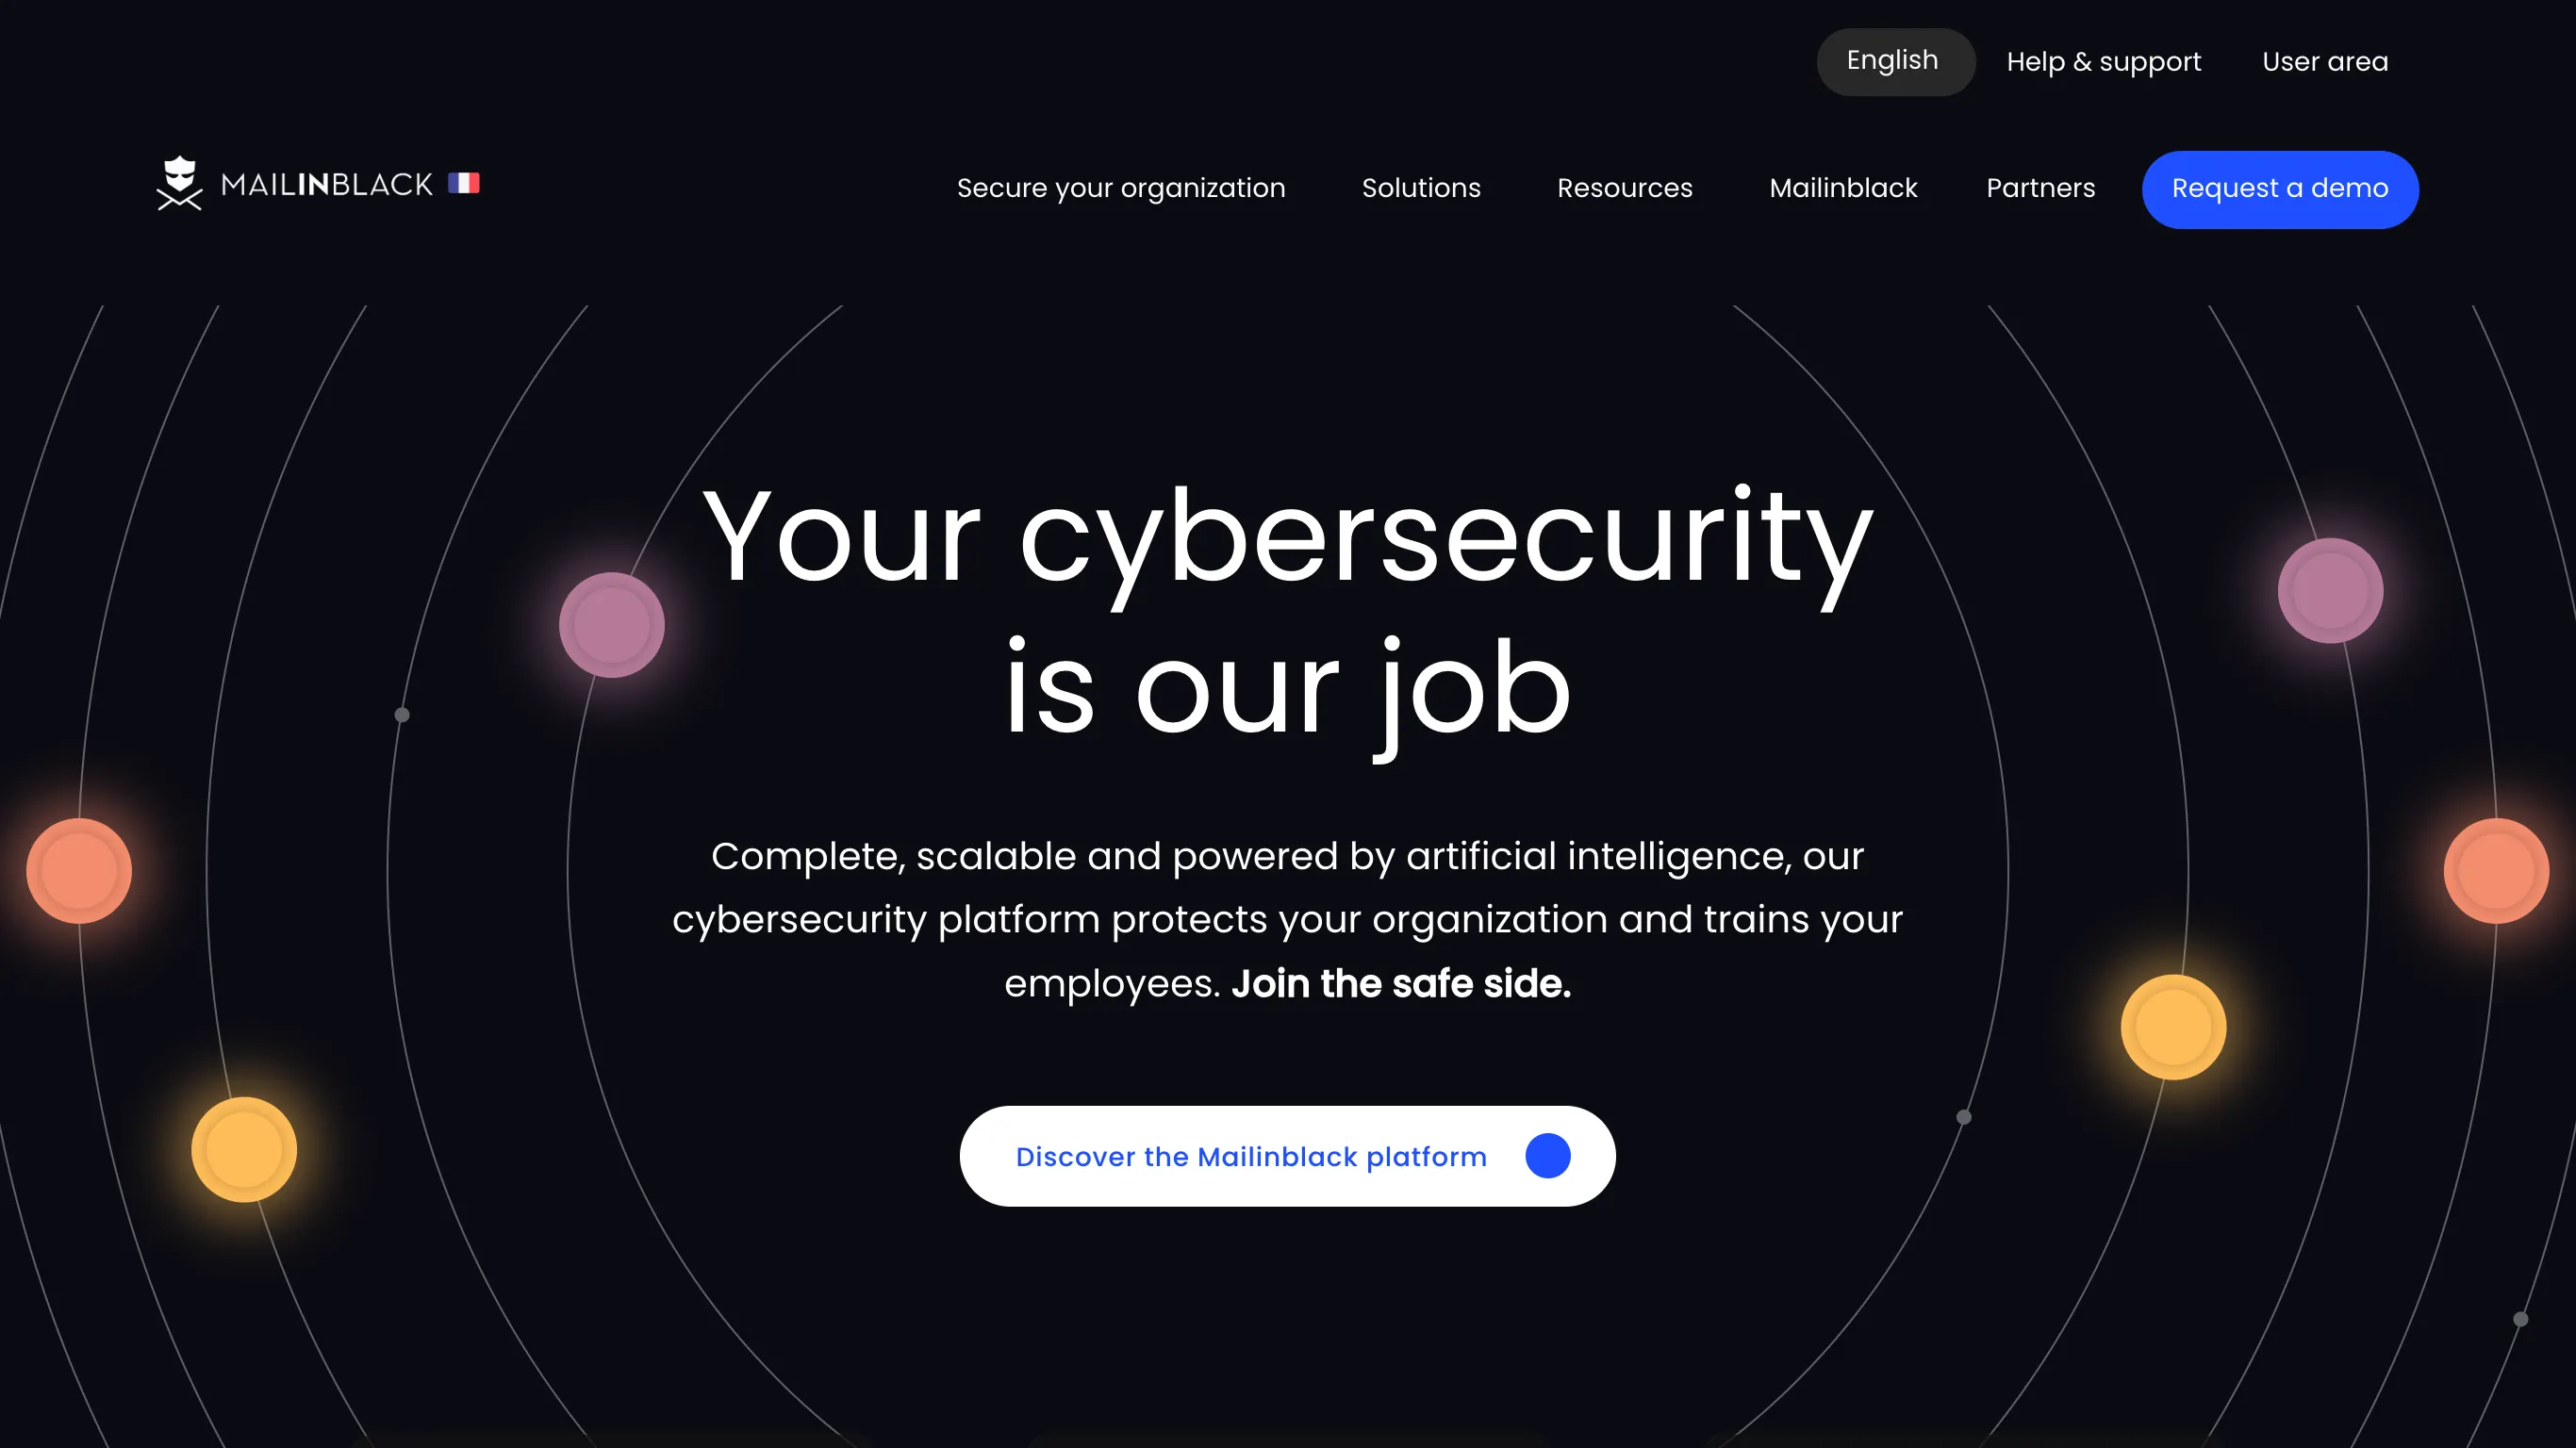 English Help & support User area
MAILINBLACK Secure your organization Solutions Resources Mailinblack Partners Request a demo
Your cybersecurity
is our job
Complete, scalable and powered by artificial intelligence, our
cybersecurity platform protects your organization and trains your
employees. Join the safe side.
Discover the Mailinblack platform